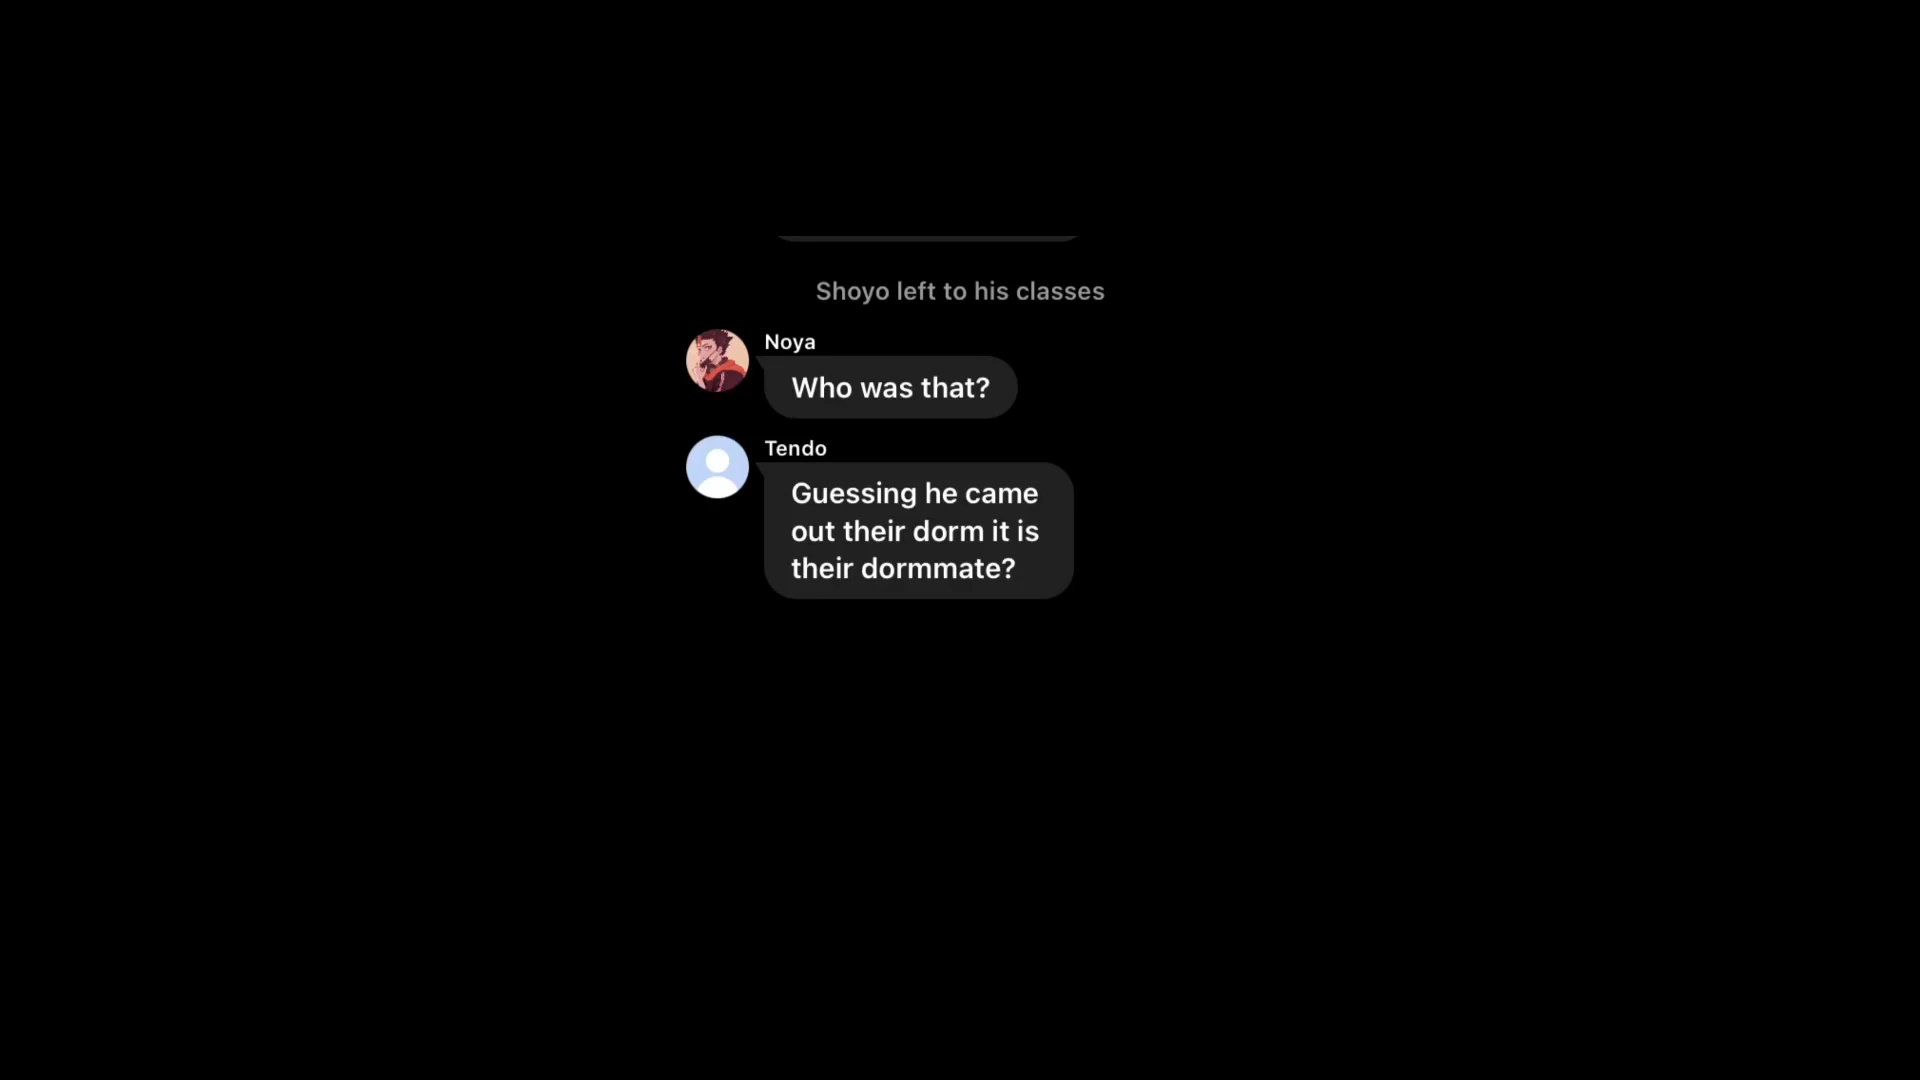 Shoyo left to his classes
Noya
Who was that?
Tendo
Guessing he came
out their dorm it is
their dormmate?